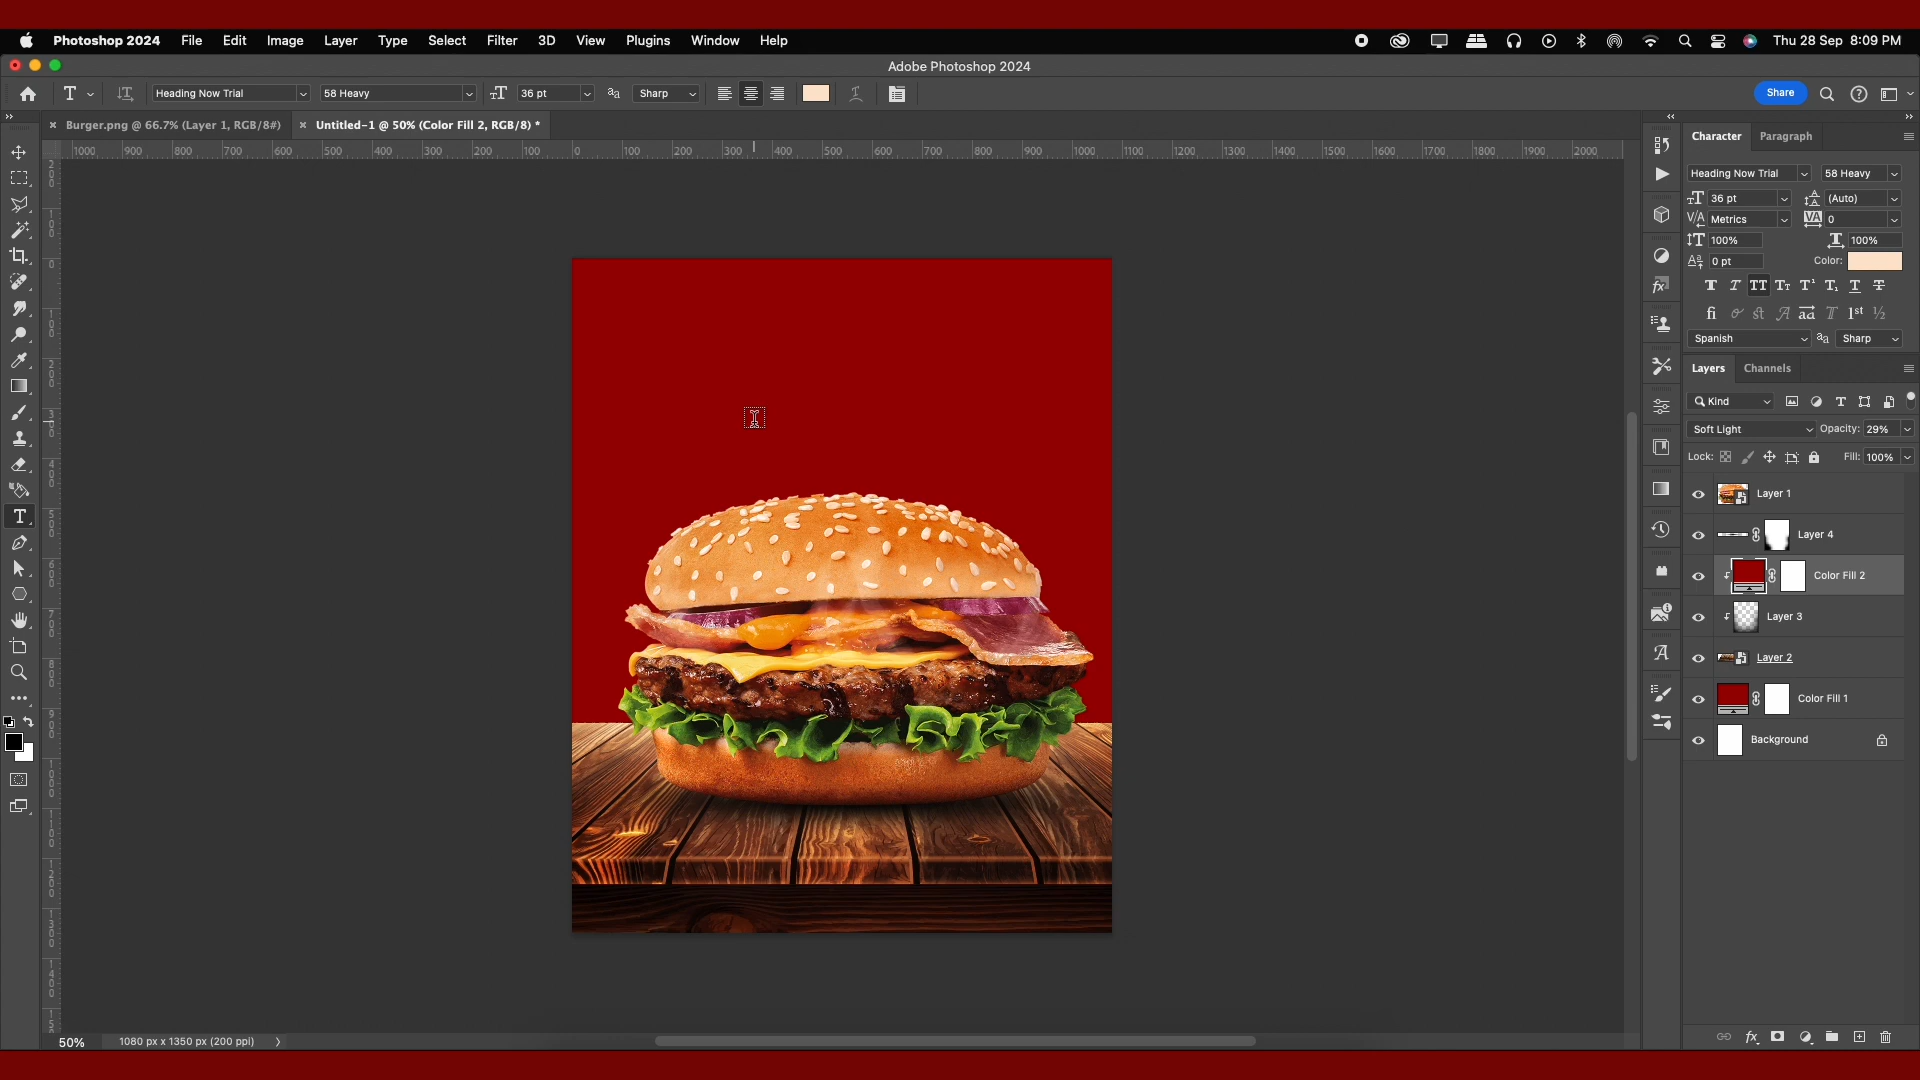 Photoshop 2024 File Edit Image Layer Type Select Filter 3D View Plugins Window Help Thu 28 Sep 8:09 PM
Adobe Photoshop 2024
Heading Now Trial 58 Heavy 36 pt Sharp Share
Burger.png @ 66.7% (Layer 1, RGB/8#) Untitled-1 @ 50% (Color Fill 2, RGB/8) *
1000 900 800 700 600 500 400 300 200 100 0 100 200 300 400 500 600 700 800 900 1000 1100 1200 1300 1400 1500 1600 1700 1800 1900 2000
Character Paragraph
Heading Now Trial 58 Heavy
36 pt (Auto)
Metrics 0
100% 100%
0 pt Color:
Spanish Sharp
Layers Channels
Kind
Soft Light Opacity: 29%
Lock: Fill: 100%
Layer 1
Layer 4
Color Fill 2
Layer 3
Layer 2
Color Fill 1
Background
50% 1080 px x 1350 px (200 ppi)